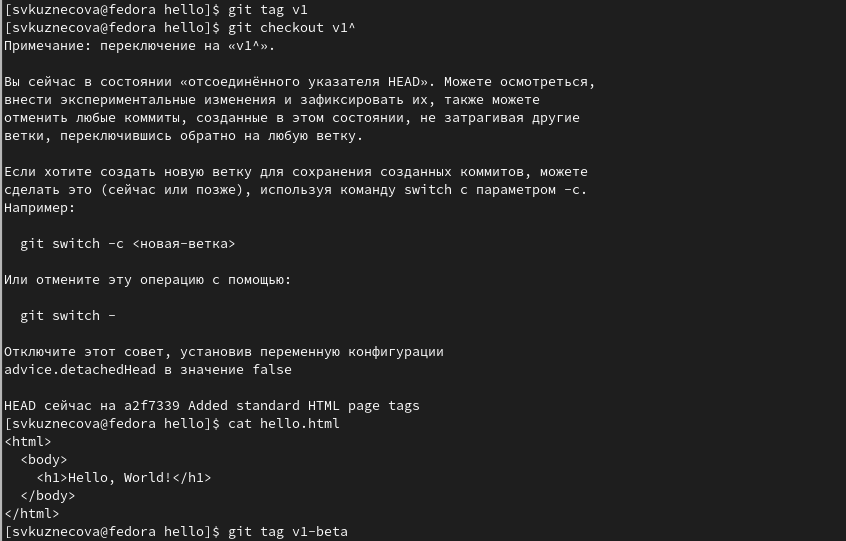 [svkuznecova@fedora hello]$ git tag v1
[svkuznecova@fedora hello]$ git checkout v1^
Примечание: переключение на «v1^».
Вы сейчас в состоянии «отсоединённого указателя HEAD». Можете осмотреться,
внести экспериментальные изменения и зафиксировать их, также можете
отменить любые коммиты, созданные в этом состоянии, не затрагивая другие
ветки, переключившись обратно на любую ветку.
Если хотите создать новую ветку для сохранения созданных коммитов, можете
сделать это (сейчас или позже), используя команду switch с параметром -c.
Например:
  git switch -c <новая-ветка>
Или отмените эту операцию с помощью:
  git switch -
Отключите этот совет, установив переменную конфигурации
advice.detachedHead в значение false
HEAD сейчас на a2f7339 Added standard HTML page tags
[svkuznecova@fedora hello]$ cat hello.html
<html>
  <body>
    <h1>Hello, World!</h1>
  </body>
</html>
[svkuznecova@fedora hello]$ git tag v1-beta